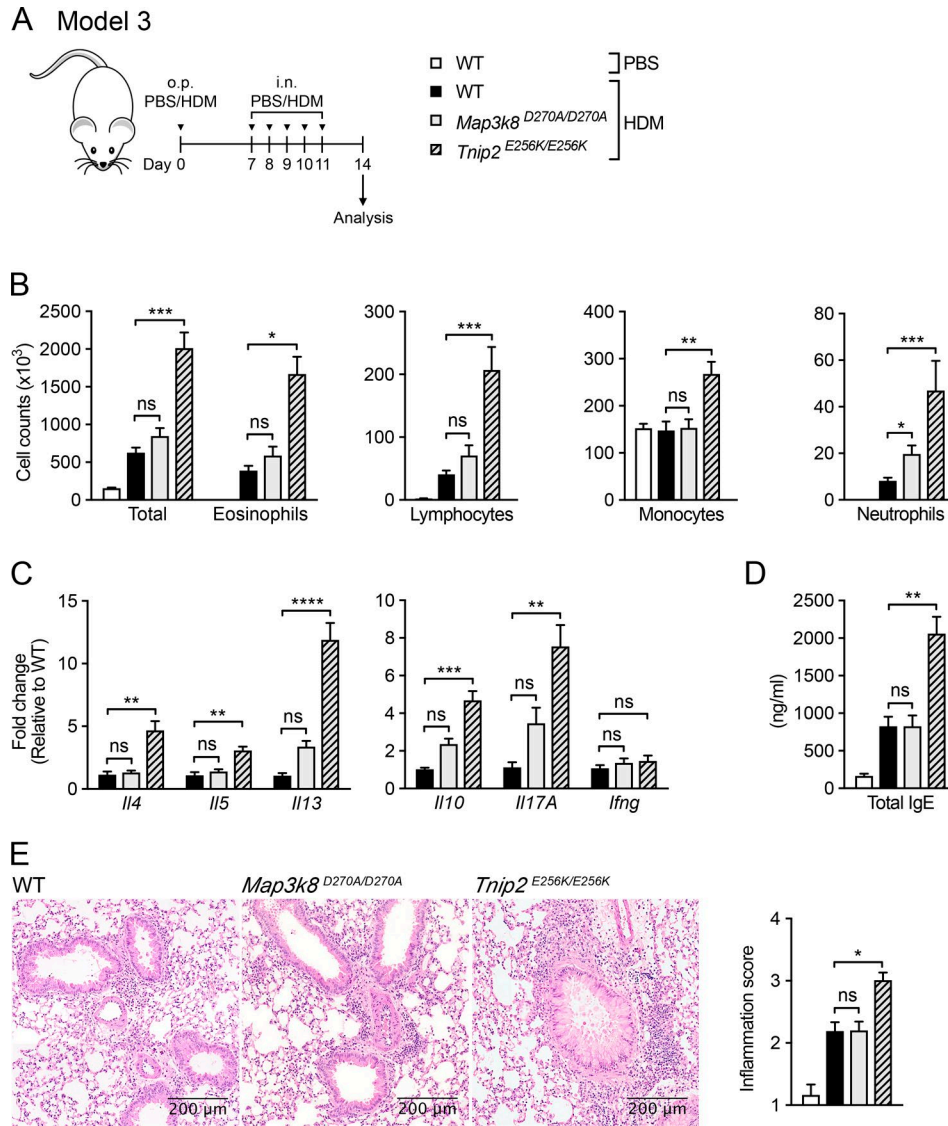 A Model 3
o.p.
PBS/HDM
i.n.
PBS/HDM
Day 0 7 8 9 10 11 14
Analysis
WT
PBS
WT
Map3k8 D270A/D270A
Tnip2 E256K/E256K
HDM
B
Cell counts (x10³)
2500
2000
1500
1000
500
0
***
ns
*
ns
Total Eosinophils
300
200
100
0
***
ns
Lymphocytes
400
300
200
100
0
**
ns
Monocytes
80
60
40
20
0
***
*
Neutrophils
C
Fold change
(Relative to WT)
15
10
5
0
**
ns
**
ns
****
ns
Il4 Il5 Il13
10
8
6
4
2
0
***
ns
**
ns
ns
ns
Il10 Il17A Ifng
D
(ng/ml)
2500
2000
1500
1000
500
0
**
ns
Total IgE
E
WT
Map3k8 D270A/D270A
Tnip2 E256K/E256K
200 µm
200 µm
200 µm
Inflammation score
4
3
2
1
*
ns